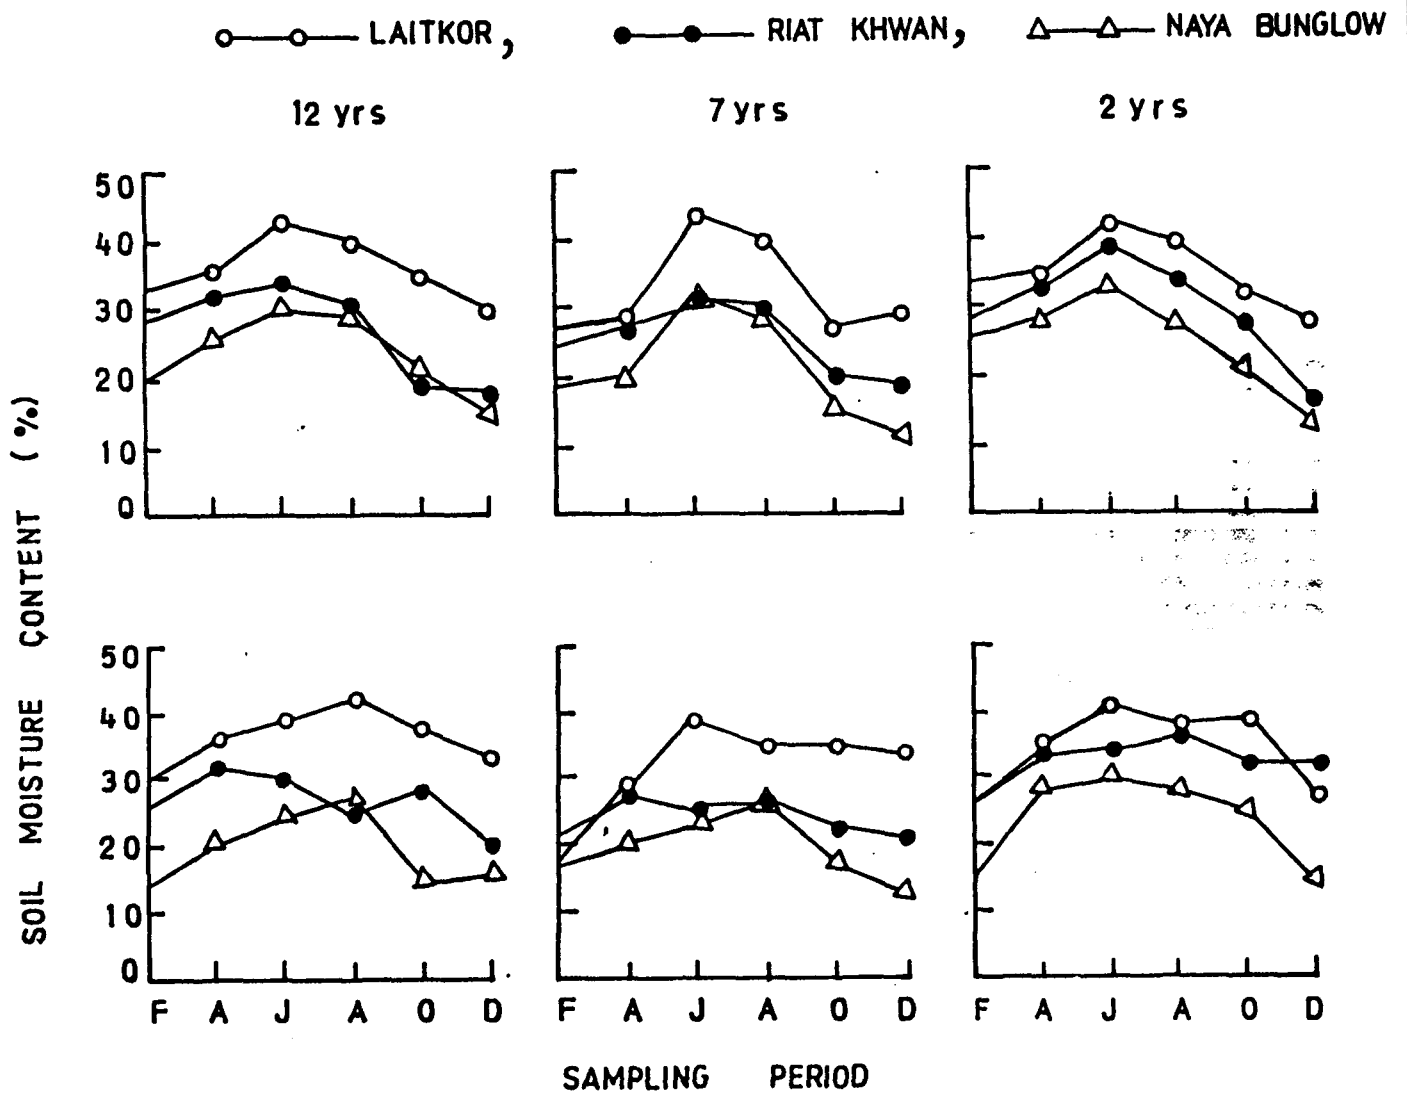 LAITKOR, RIAT KHWAN, NAYA BUNGLOW
12 yrs 7 yrs 2 yrs
50
40
30
20
10
0
SOIL MOISTURE CONTENT (%)
50
40
30
20
10
0
F A J A O D F A J A O D F A J A O D
SAMPLING PERIOD